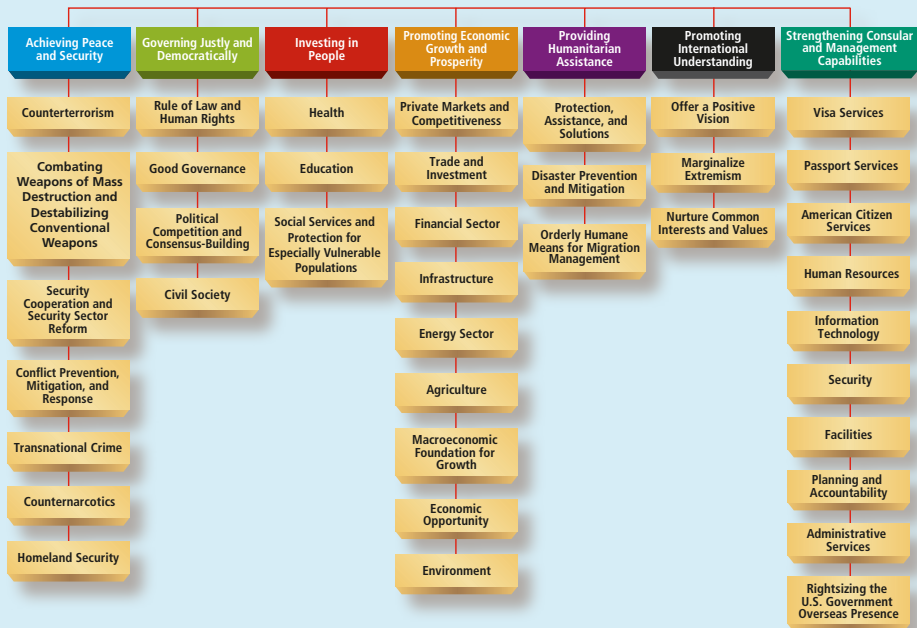 Achieving Peace
and Security
Counterterrorism
Combating
Weapons of Mass
Destruction and
Destabilizing
Conventional
Weapons
Security
Cooperation and
Security Sector
Reform
Conflict Prevention,
Mitigation, and
Response
Transnational Crime
Counternarcotics
Homeland Security
Governing Justly and
Democratically
Rule of Law and
Human Rights
Good Governance
Political
Competition and
Consensus-Building
Civil Society
Investing in
People
Health
Education
Social Services and
Protection for
Especially Vulnerable
Populations
Promoting Economic
Growth and
Prosperity
Private Markets and
Competitiveness
Trade and
Investment
Financial Sector
Infrastructure
Energy Sector
Agriculture
Macroeconomic
Foundation for
Growth
Economic
Opportunity
Environment
Providing
Humanitarian
Assistance
Protection,
Assistance, and
Solutions
Disaster Prevention
and Mitigation
Orderly Humane
Means for Migration
Management
Promoting
International
Understanding
Offer a Positive
Vision
Marginalize
Extremism
Nurture Common
Interests and Values
Strengthening Consular
and Management
Capabilities
Visa Services
Passport Services
American Citizen
Services
Human Resources
Information
Technology
Security
Facilities
Planning and
Accountability
Administrative
Services
Rightsizing the
U.S. Government
Overseas Presence